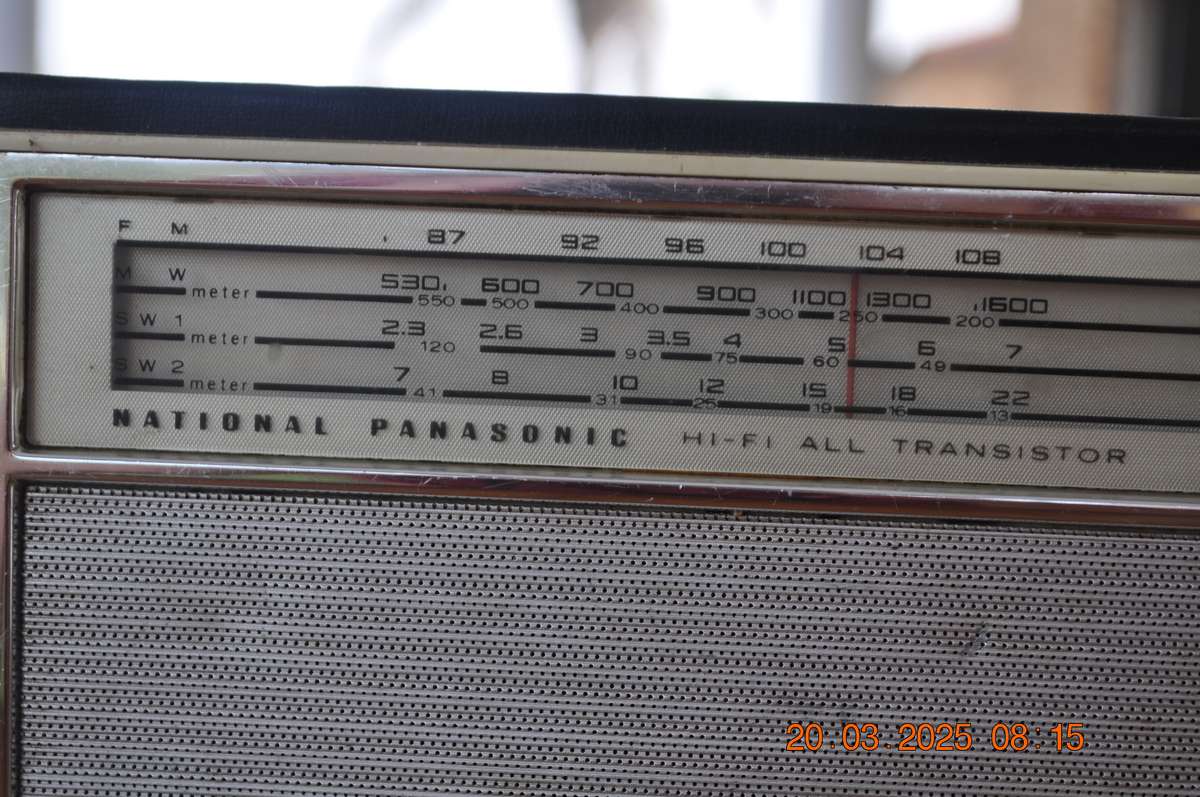 F M 87 92 96 100 104 108
M W 530 600 700 900 1100 1300 1600
meter 550 500 400 300 250 200
S W 1 2.3 2.6 3 3.5 4 5 6 7
meter 120 90 75 60 49
S W 2 7 8 10 12 15 18 22
meter 41 31 25 19 16 13
NATIONAL PANASONIC HI-FI ALL TRANSISTOR
20.03.2025 08:15